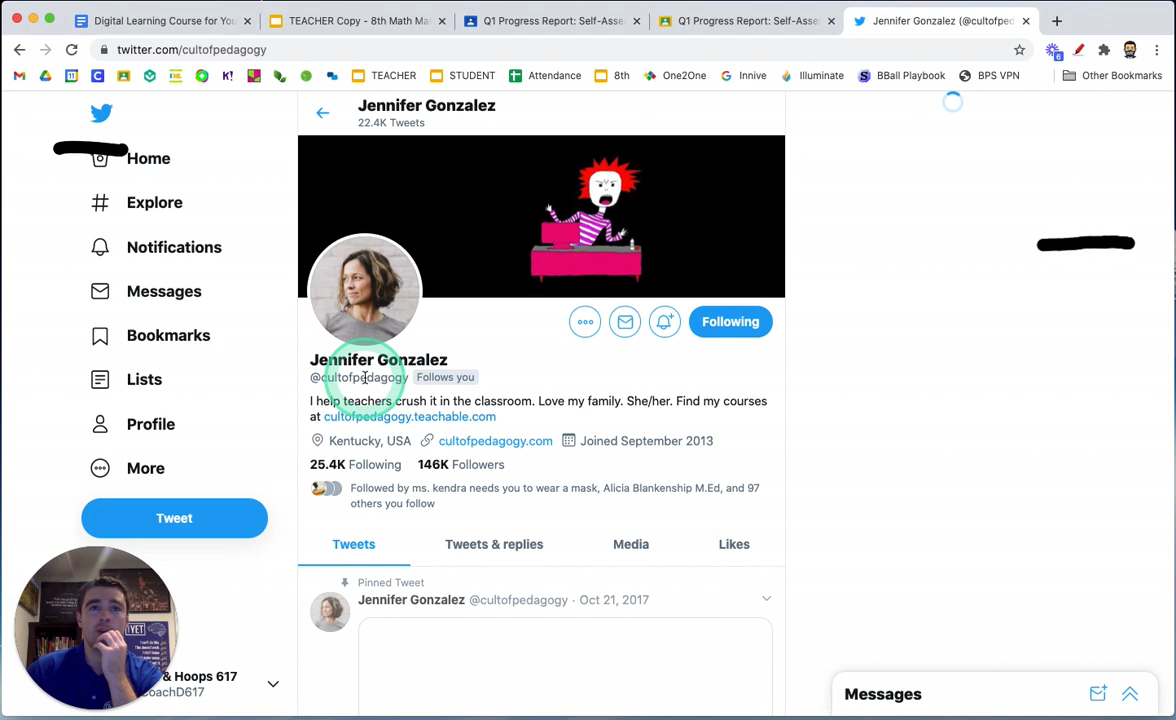 Digital Learning Course for You
TEACHER Copy - 8th Math Mat
Q1 Progress Report: Self-Asse
Q1 Progress Report: Self-Asse
Jennifer Gonzalez (@cultofped
twitter.com/cultofpedagogy
6
TEACHER
STUDENT
Attendance
8th
One2One
Innive
Illuminate
BBall Playbook
BPS VPN
Other Bookmarks
Home
Explore
Notifications
Messages
Bookmarks
Lists
Profile
More
Tweet
& Hoops 617
CoachD617
Jennifer Gonzalez
22.4K Tweets
Following
Jennifer Gonzalez
@cultofpedagogy Follows you
I help teachers crush it in the classroom. Love my family. She/her. Find my courses
at cultofpedagogy.teachable.com
Kentucky, USA cultofpedagogy.com Joined September 2013
25.4K Following 146K Followers
Followed by ms. kendra needs you to wear a mask, Alicia Blankenship M.Ed, and 97
others you follow
Tweets
Tweets & replies
Media
Likes
Pinned Tweet
Jennifer Gonzalez @cultofpedagogy · Oct 21, 2017
Messages